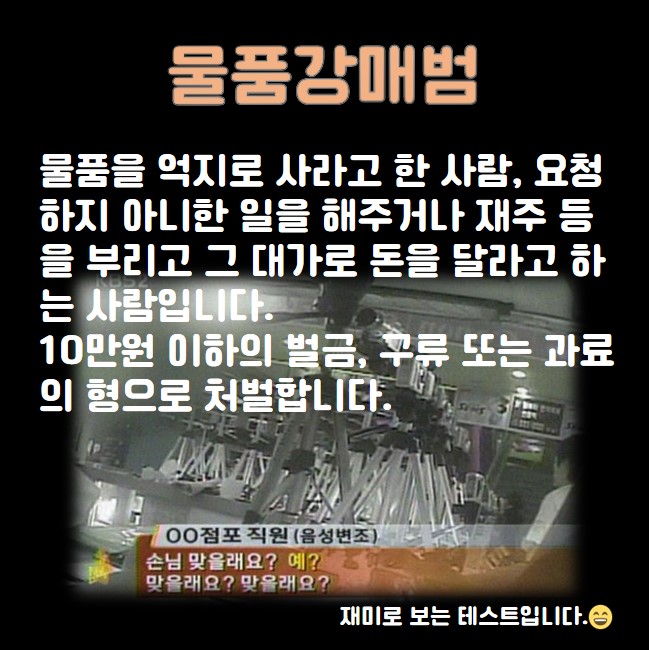 물품강매범
물품을 억지로 사라고 한 사람, 요청
하지 아니한 일을 해주거나 재주 등
을 부리고 그 대가로 돈을 달라고 하
는 사람입니다.
10만원 이하의 벌금, 구류 또는 과료
의 형으로 처벌합니다.
KBS2
OO점포 직원(음성변조)
손님 맞을래요? 예?
맞을래요? 맞을래요?
재미로 보는 테스트입니다.😄